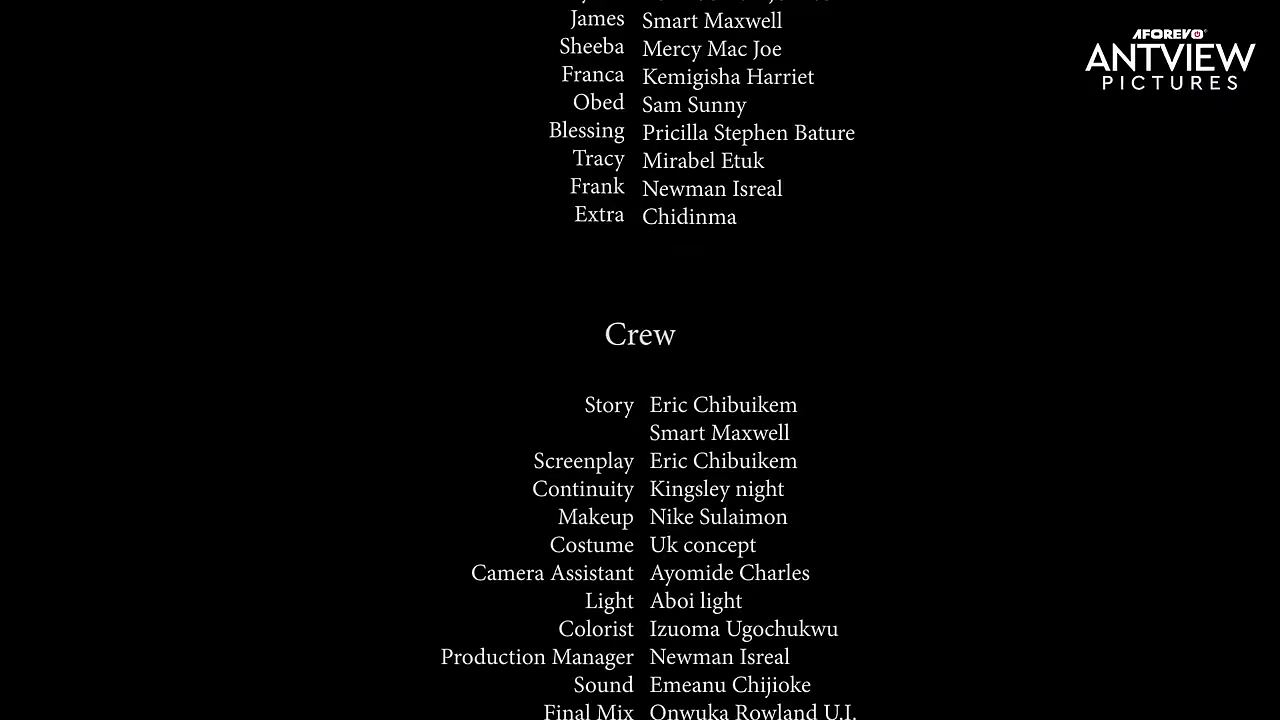 James Smart Maxwell
Sheeba Mercy Mac Joe
Franca Kemigisha Harriet
Obed Sam Sunny
Blessing Pricilla Stephen Bature
Tracy Mirabel Etuk
Frank Newman Isreal
Extra Chidinma
AFOREVO
ANTVIEW
PICTURES
Crew
Story Eric Chibuikem
Smart Maxwell
Screenplay Eric Chibuikem
Continuity Kingsley night
Makeup Nike Sulaimon
Costume Uk concept
Camera Assistant Ayomide Charles
Light Aboi light
Colorist Izuoma Ugochukwu
Production Manager Newman Isreal
Sound Emeanu Chijioke
Final Mix Onwuka Rowland U.I.